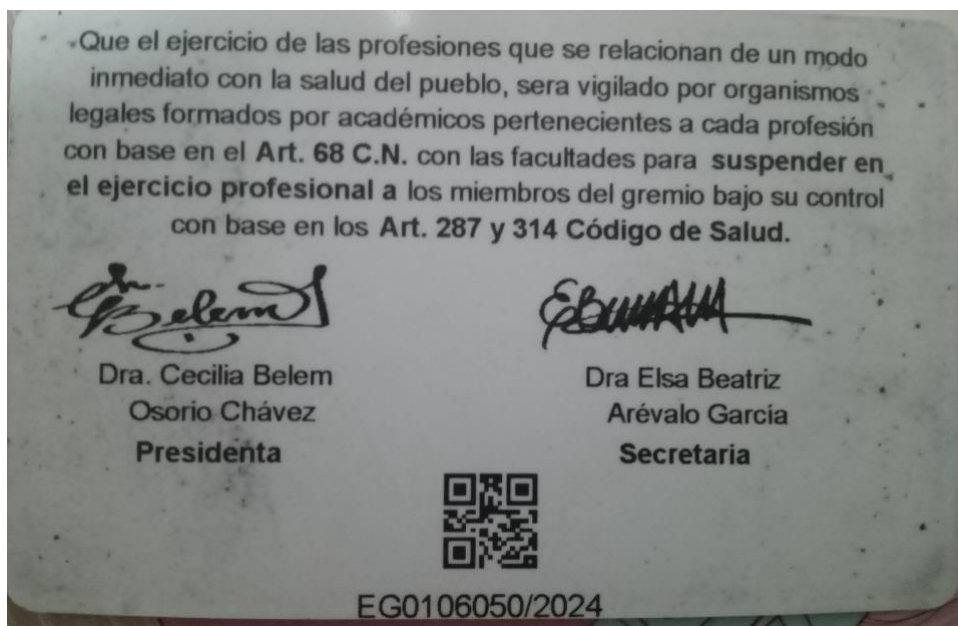 Que el ejercicio de las profesiones que se relacionan de un modo
inmediato con la salud del pueblo, sera vigilado por organismos
legales formados por académicos pertenecientes a cada profesión
con base en el Art. 68 C.N. con las facultades para suspender en
el ejercicio profesional a los miembros del gremio bajo su control
con base en los Art. 287 y 314 Código de Salud.
Belem
Dra. Cecilia Belem
Osorio Chávez
Presidenta
Dra Elsa Beatriz
Arévalo García
Secretaria
EG0106050/2024